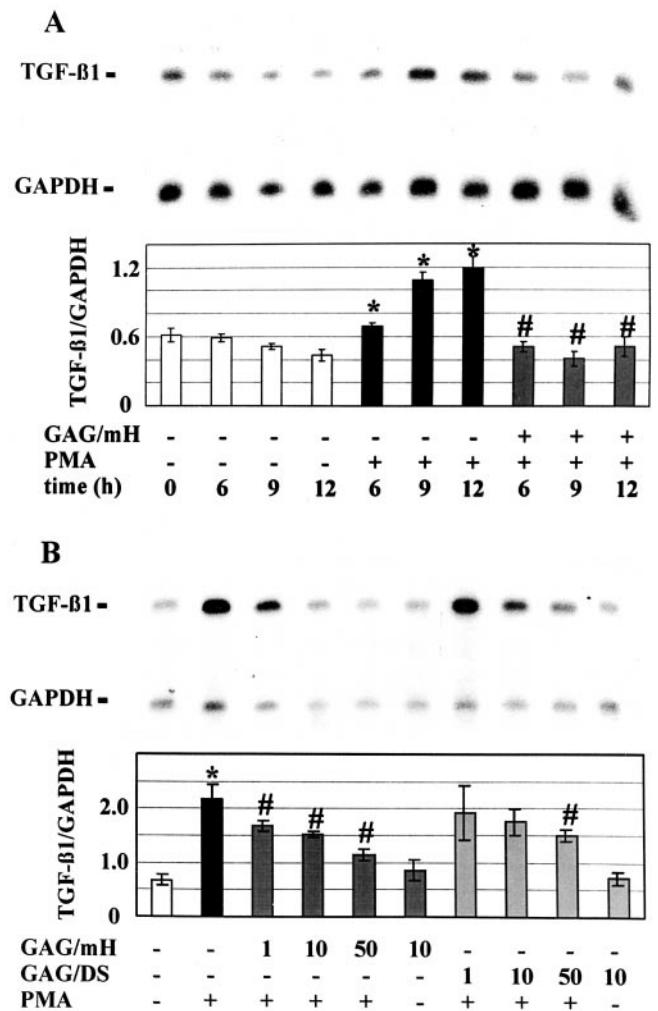 A
TGF-ß1 -
GAPDH -
TGF-ß1/GAPDH
1.2
0.6
0
* * *
# # #
GAG/mH - - - - - - - + + +
PMA - - - - + + + + + +
time (h) 0 6 9 12 6 9 12 6 9 12
B
TGF-ß1 -
GAPDH -
TGF-ß1/GAPDH
2.0
1.0
0
* # # # #
GAG/mH - - 1 10 50 10 - - - -
GAG/DS - - - - - - 1 10 50 10
PMA - + + + + - + + + -